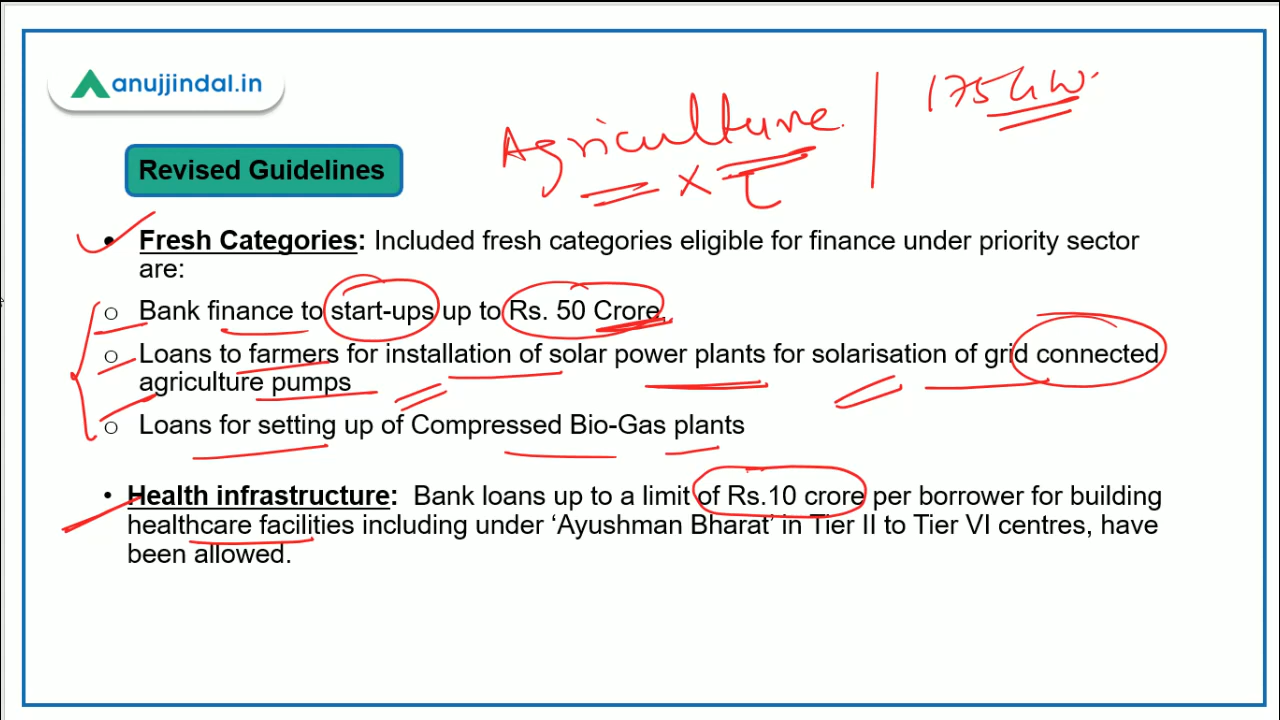 anujjindal.in
Agriculture
175 GW
× T
Revised Guidelines
• Fresh Categories: Included fresh categories eligible for finance under priority sector
are:
○ Bank finance to start-ups up to Rs. 50 Crore,
○ Loans to farmers for installation of solar power plants for solarisation of grid connected
agriculture pumps
○ Loans for setting up of Compressed Bio-Gas plants
• Health infrastructure: Bank loans up to a limit of Rs.10 crore per borrower for building
healthcare facilities including under ‘Ayushman Bharat’ in Tier II to Tier VI centres, have
been allowed.